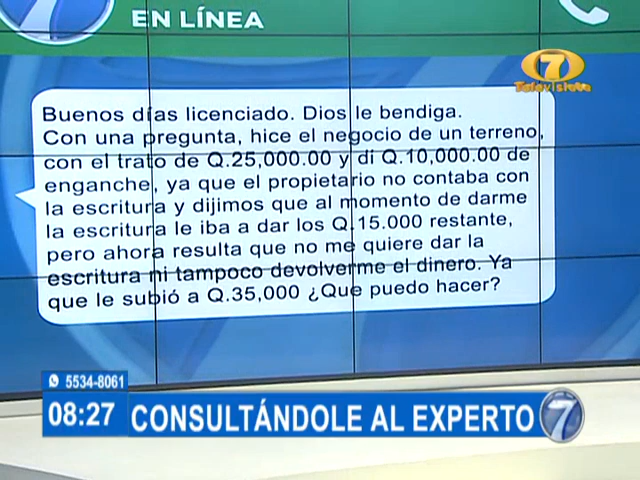 7
EN LÍNEA
7
Televisiete
Buenos días licenciado. Dios le bendiga.
Con una pregunta, hice el negocio de un terreno,
con el trato de Q.25,000.00 y di Q.10,000.00 de
enganche, ya que el propietario no contaba con
la escritura y dijimos que al momento de darme
la escritura le iba a dar los Q.15.000 restante,
pero ahora resulta que no me quiere dar la
escritura ni tampoco devolverme el dinero. Ya
que le subió a Q.35,000 ¿Que puedo hacer?
5534-8061
08:27 CONSULTÁNDOLE AL EXPERTO 7